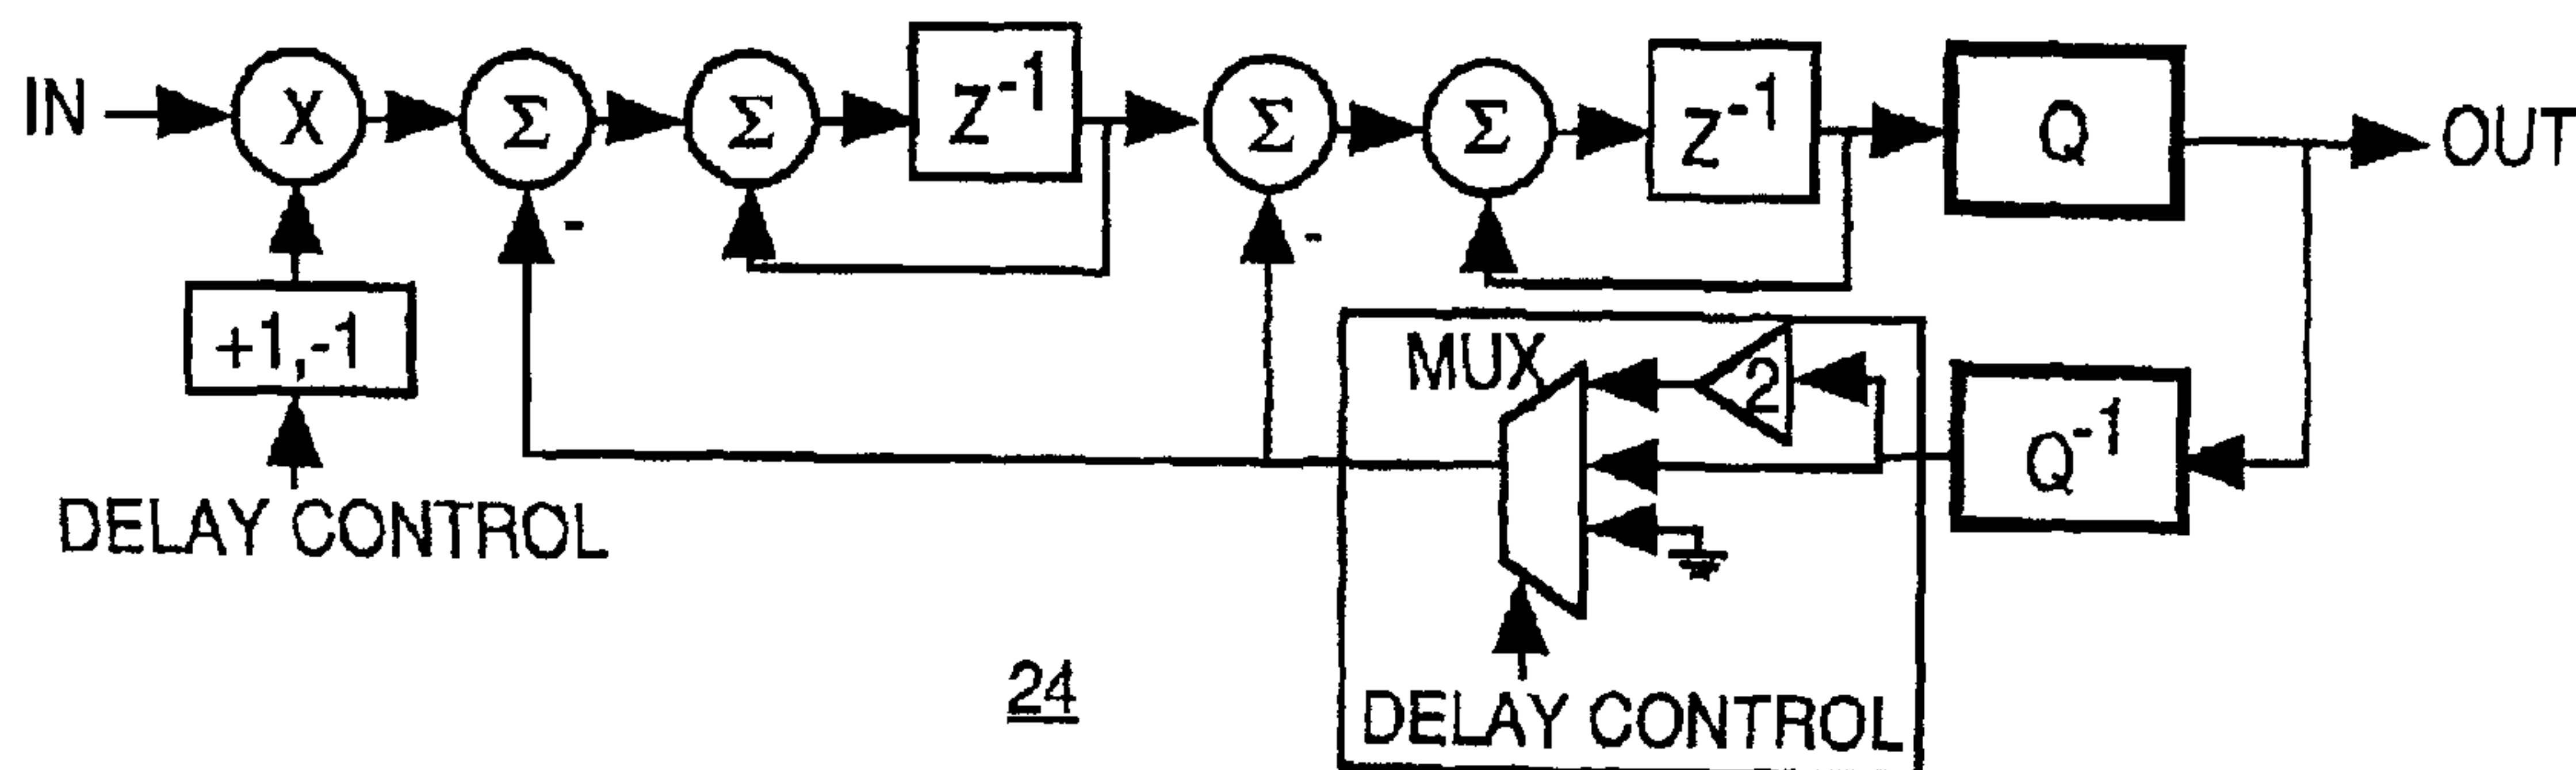 IN X Σ Σ Z⁻¹ Σ Σ Z⁻¹ Q OUT
- -
+1,-1 MUX 2 Q⁻¹
DELAY CONTROL
24
DELAY CONTROL